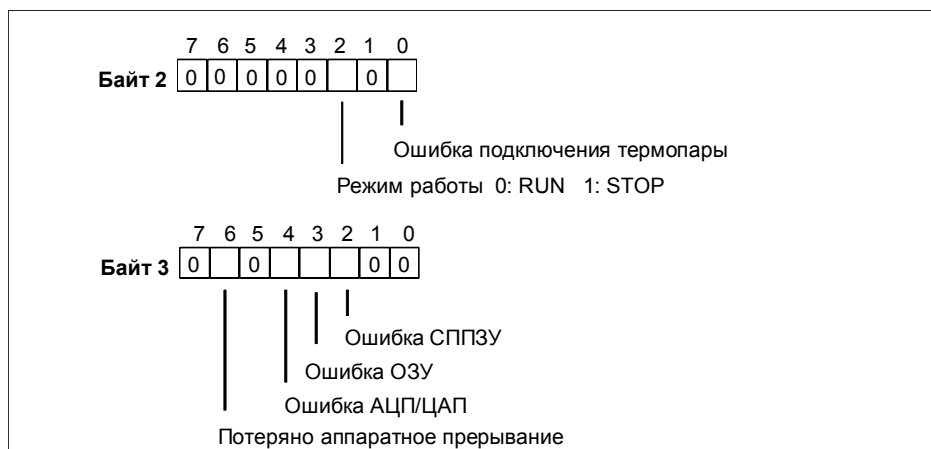 7 6 5 4 3 2 1 0
Байт 2 0 0 0 0 0 0
Ошибка подключения термопары
Режим работы 0: RUN 1: STOP
7 6 5 4 3 2 1 0
Байт 3 0 0 0 0
Ошибка СППЗУ
Ошибка ОЗУ
Ошибка АЦП/ЦАП
Потеряно аппаратное прерывание